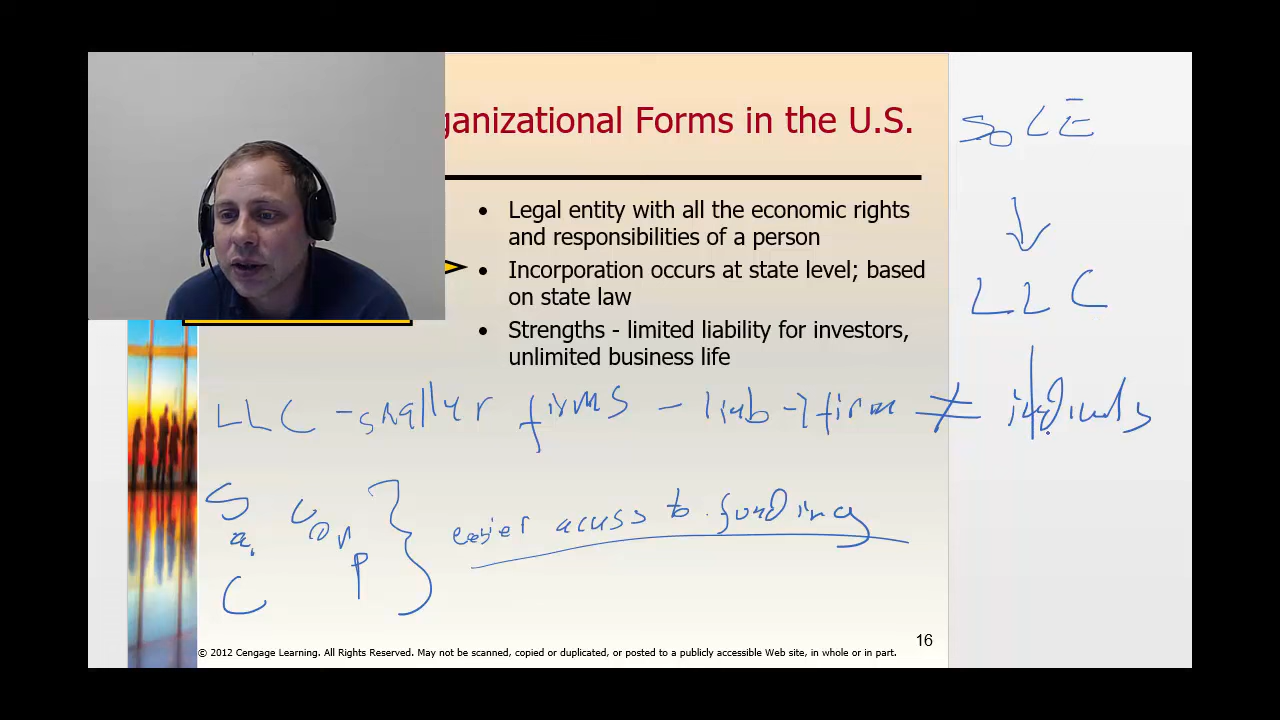 ganizational Forms in the U.S.
SOLE
• Legal entity with all the economic rights
and responsibilities of a person
• Incorporation occurs at state level; based
on state law
LLC
• Strengths - limited liability for investors,
unlimited business life
LLC - smaller firms - liab → firm ≠
S
a. Corp } easier access to funding
C
16
© 2012 Cengage Learning. All Rights Reserved. May not be scanned, copied or duplicated, or posted to a publicly accessible Web site, in whole or in part.